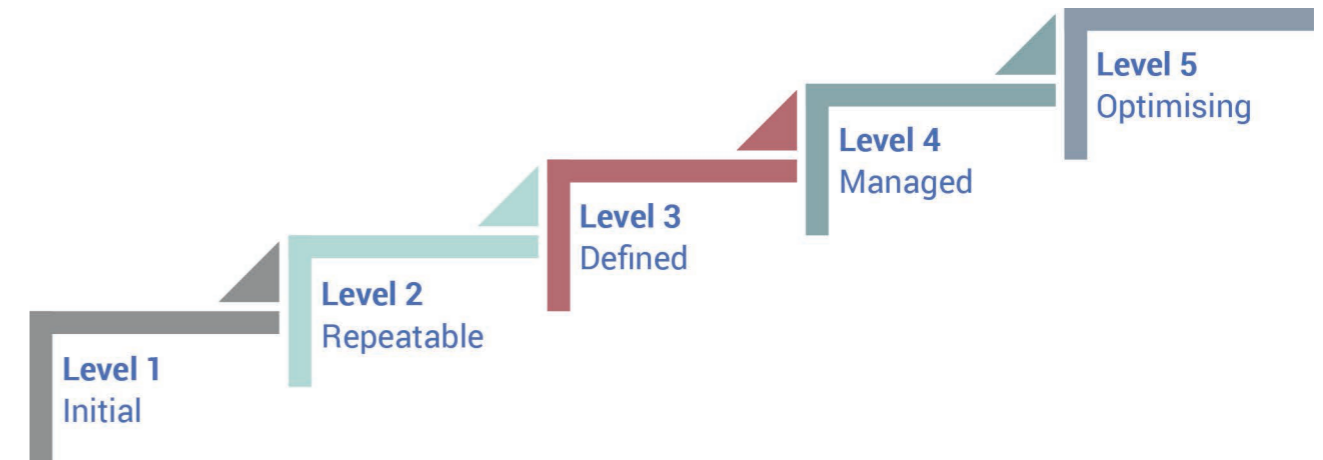 Level 1
Initial
Level 2
Repeatable
Level 3
Defined
Level 4
Managed
Level 5
Optimising